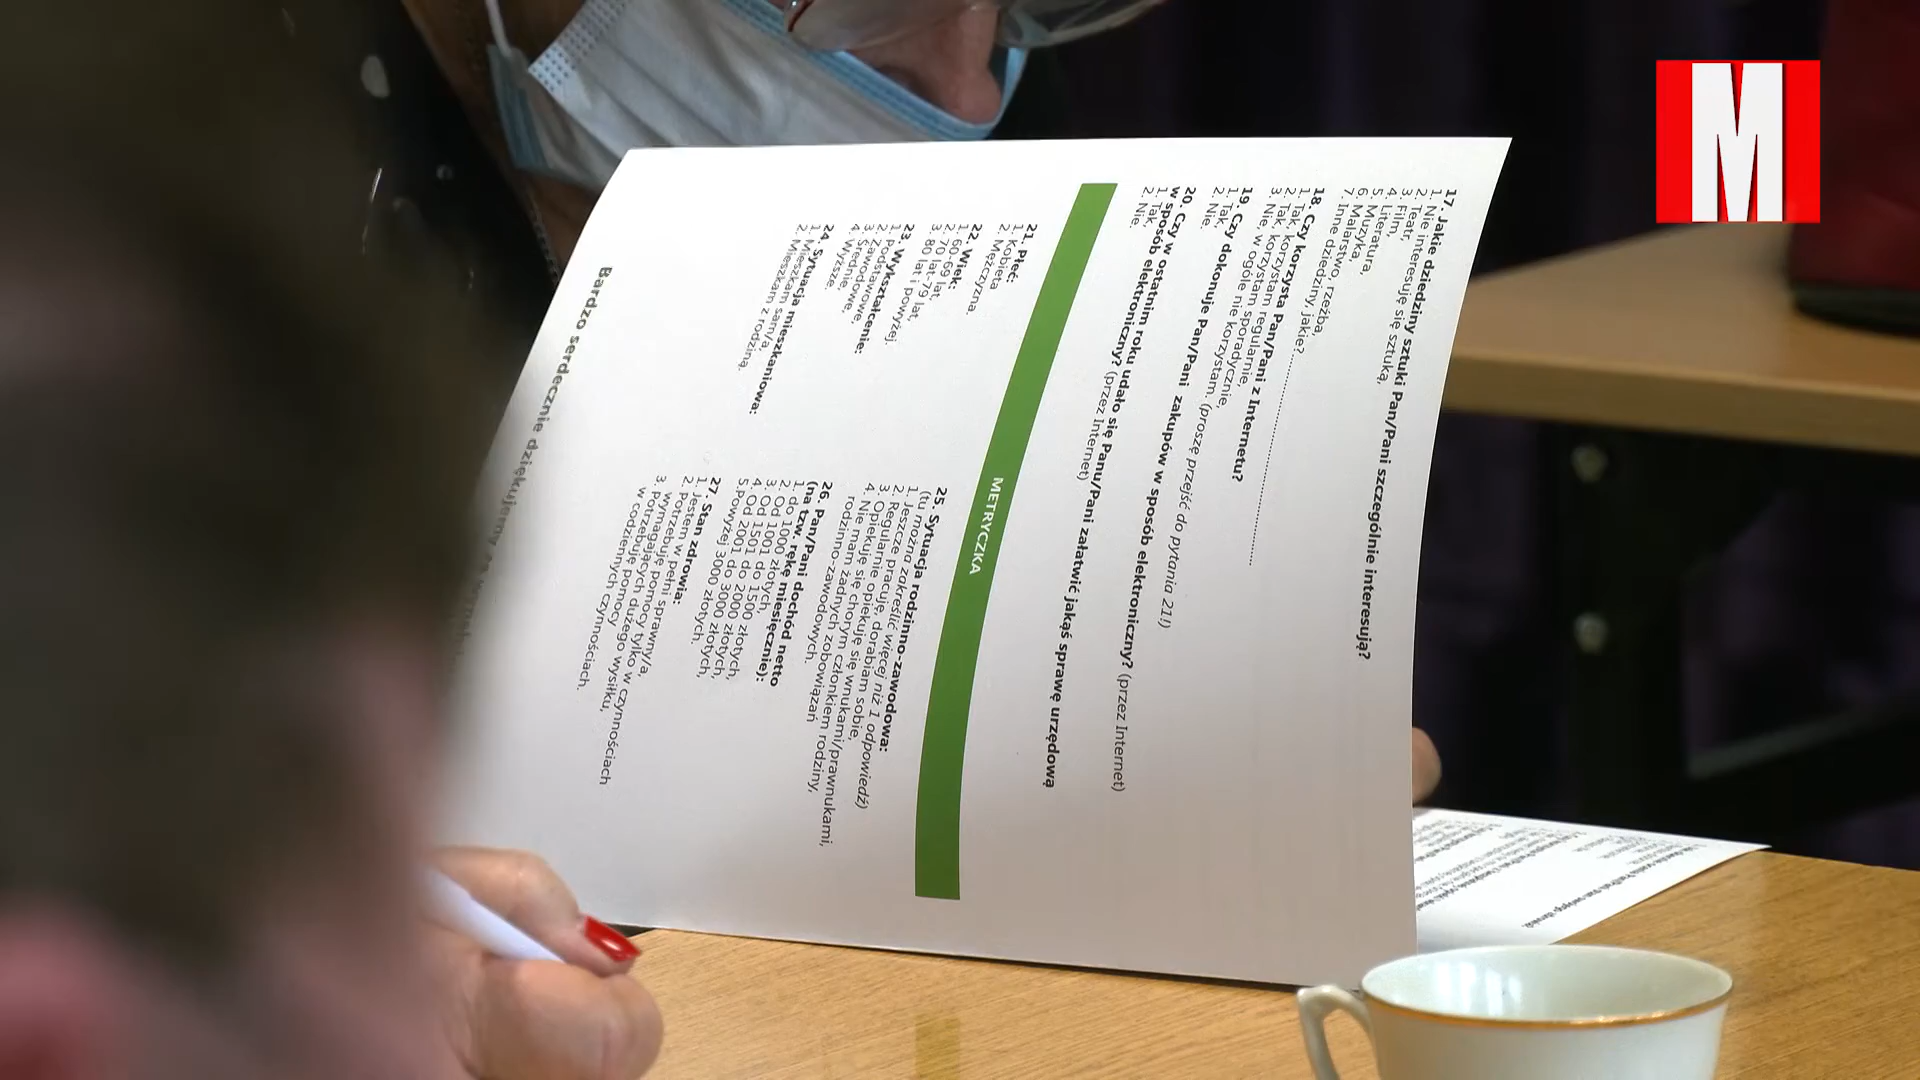 M
17. Jakie dziedziny sztuki Pan/Pani szczególnie interesują?
1. Nie interesuję się sztuką,
2. Teatr,
3. Film,
4. Literatura,
5. Muzyka,
6. Malarstwo, rzeźba,
7. Inne dziedziny, jakie?
18. Czy korzysta Pan/Pani z Internetu?
1. Tak, korzystam regularnie,
2. Tak, korzystam sporadycznie,
3. Nie, w ogóle nie korzystam. (proszę przejść do pytania 21!)
19. Czy dokonuje Pan/Pani zakupów w sposób elektroniczny? (przez Internet)
1. Tak,
2. Nie.
20. Czy w ostatnim roku udało się Panu/Pani załatwić jakąś sprawę urzędową
w sposób elektroniczny? (przez Internet)
1. Tak,
2. Nie.
METRYCZKA
21. Płeć:
1. Kobieta
2. Mężczyzna.
22. Wiek:
1. 60-69 lat,
2. 70 lat-79 lat,
3. 80 lat i powyżej.
23. Wykształcenie:
1. Podstawowe,
2. Zawodowe,
3. Średnie,
4. Wyższe.
24. Sytuacja mieszkaniowa:
1. Mieszkam sam/a,
2. Mieszkam z rodziną.
25. Sytuacja rodzinno-zawodowa:
(tu można zakreślić więcej niż 1 odpowiedź)
1. Jeszcze pracuję, dorabiam sobie,
2. Regularnie opiekuję się wnukami/prawnukami,
3. Opiekuję się chorym członkiem rodziny,
4. Nie mam żadnych zobowiązań
rodzinno-zawodowych.
26. Pan/Pani dochód netto
(na tzw. rękę miesięcznie):
1. do 1000 złotych,
2. Od 1001 do 1500 złotych,
3. Od 1501 do 2000 złotych,
4. Od 2001 do 3000 złotych,
5. Powyżej 3 000 złotych,
27. Stan zdrowia:
1. Jestem w pełni sprawny/a,
2. potrzebuję pomocy tylko w czynnościach
potrzebujących dużego wysiłku,
3. wymagaję pomocy
w codziennych czynnościach.
Bardzo serdecznie dziękujemy za